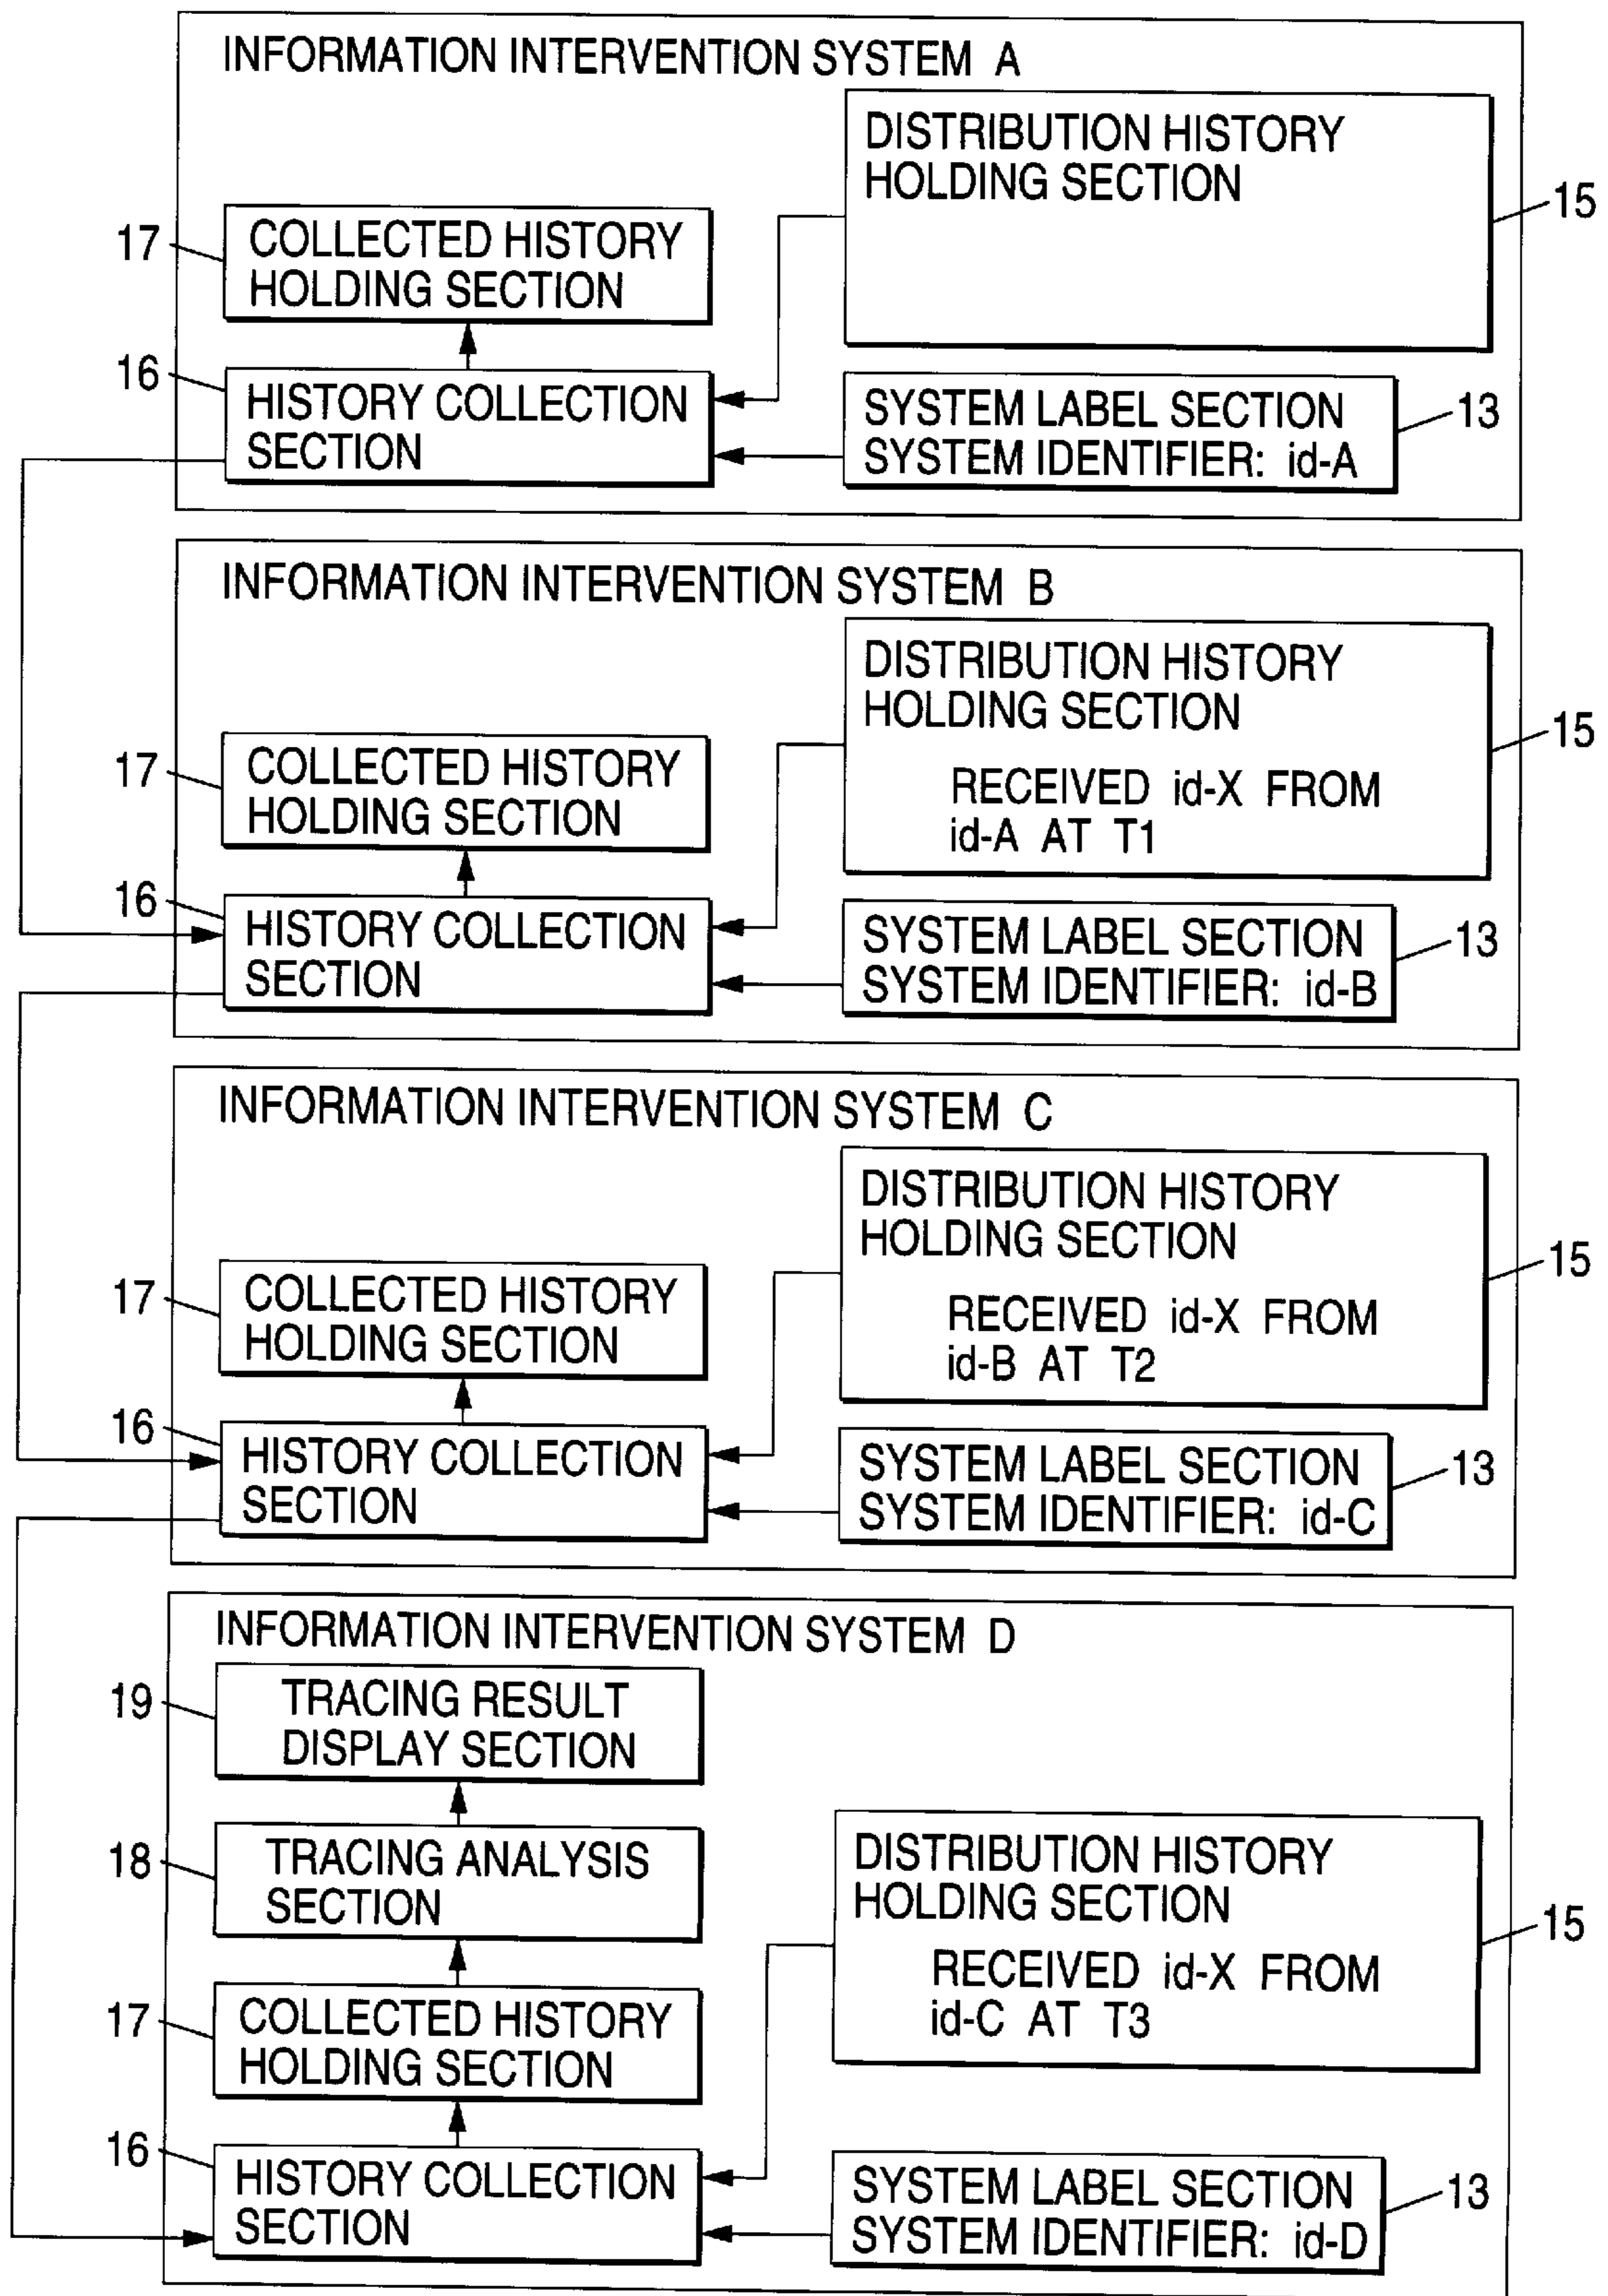 INFORMATION INTERVENTION SYSTEM A
DISTRIBUTION HISTORY
HOLDING SECTION
15
17
COLLECTED HISTORY
HOLDING SECTION
16
HISTORY COLLECTION
SECTION
SYSTEM LABEL SECTION
SYSTEM IDENTIFIER: id-A
13
INFORMATION INTERVENTION SYSTEM B
DISTRIBUTION HISTORY
HOLDING SECTION
RECEIVED id-X FROM
id-A AT T1
15
17
COLLECTED HISTORY
HOLDING SECTION
16
HISTORY COLLECTION
SECTION
SYSTEM LABEL SECTION
SYSTEM IDENTIFIER: id-B
13
INFORMATION INTERVENTION SYSTEM C
DISTRIBUTION HISTORY
HOLDING SECTION
RECEIVED id-X FROM
id-B AT T2
15
17
COLLECTED HISTORY
HOLDING SECTION
16
HISTORY COLLECTION
SECTION
SYSTEM LABEL SECTION
SYSTEM IDENTIFIER: id-C
13
INFORMATION INTERVENTION SYSTEM D
19
TRACING RESULT
DISPLAY SECTION
18
TRACING ANALYSIS
SECTION
DISTRIBUTION HISTORY
HOLDING SECTION
RECEIVED id-X FROM
id-C AT T3
15
17
COLLECTED HISTORY
HOLDING SECTION
16
HISTORY COLLECTION
SECTION
SYSTEM LABEL SECTION
SYSTEM IDENTIFIER: id-D
13